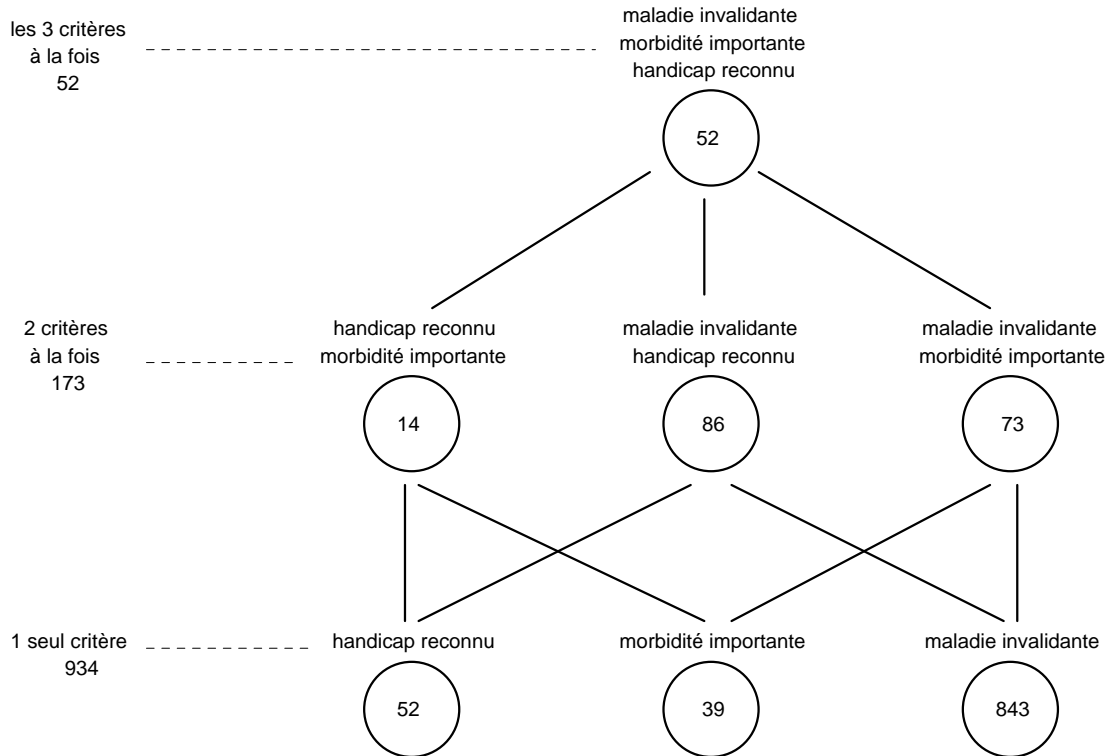 les 3 critères
à la fois
52
maladie invalidante
morbidité importante
handicap reconnu
52
2 critères
à la fois
173
handicap reconnu
morbidité importante
14
maladie invalidante
handicap reconnu
86
maladie invalidante
morbidité importante
73
1 seul critère
934
handicap reconnu
52
morbidité importante
39
maladie invalidante
843